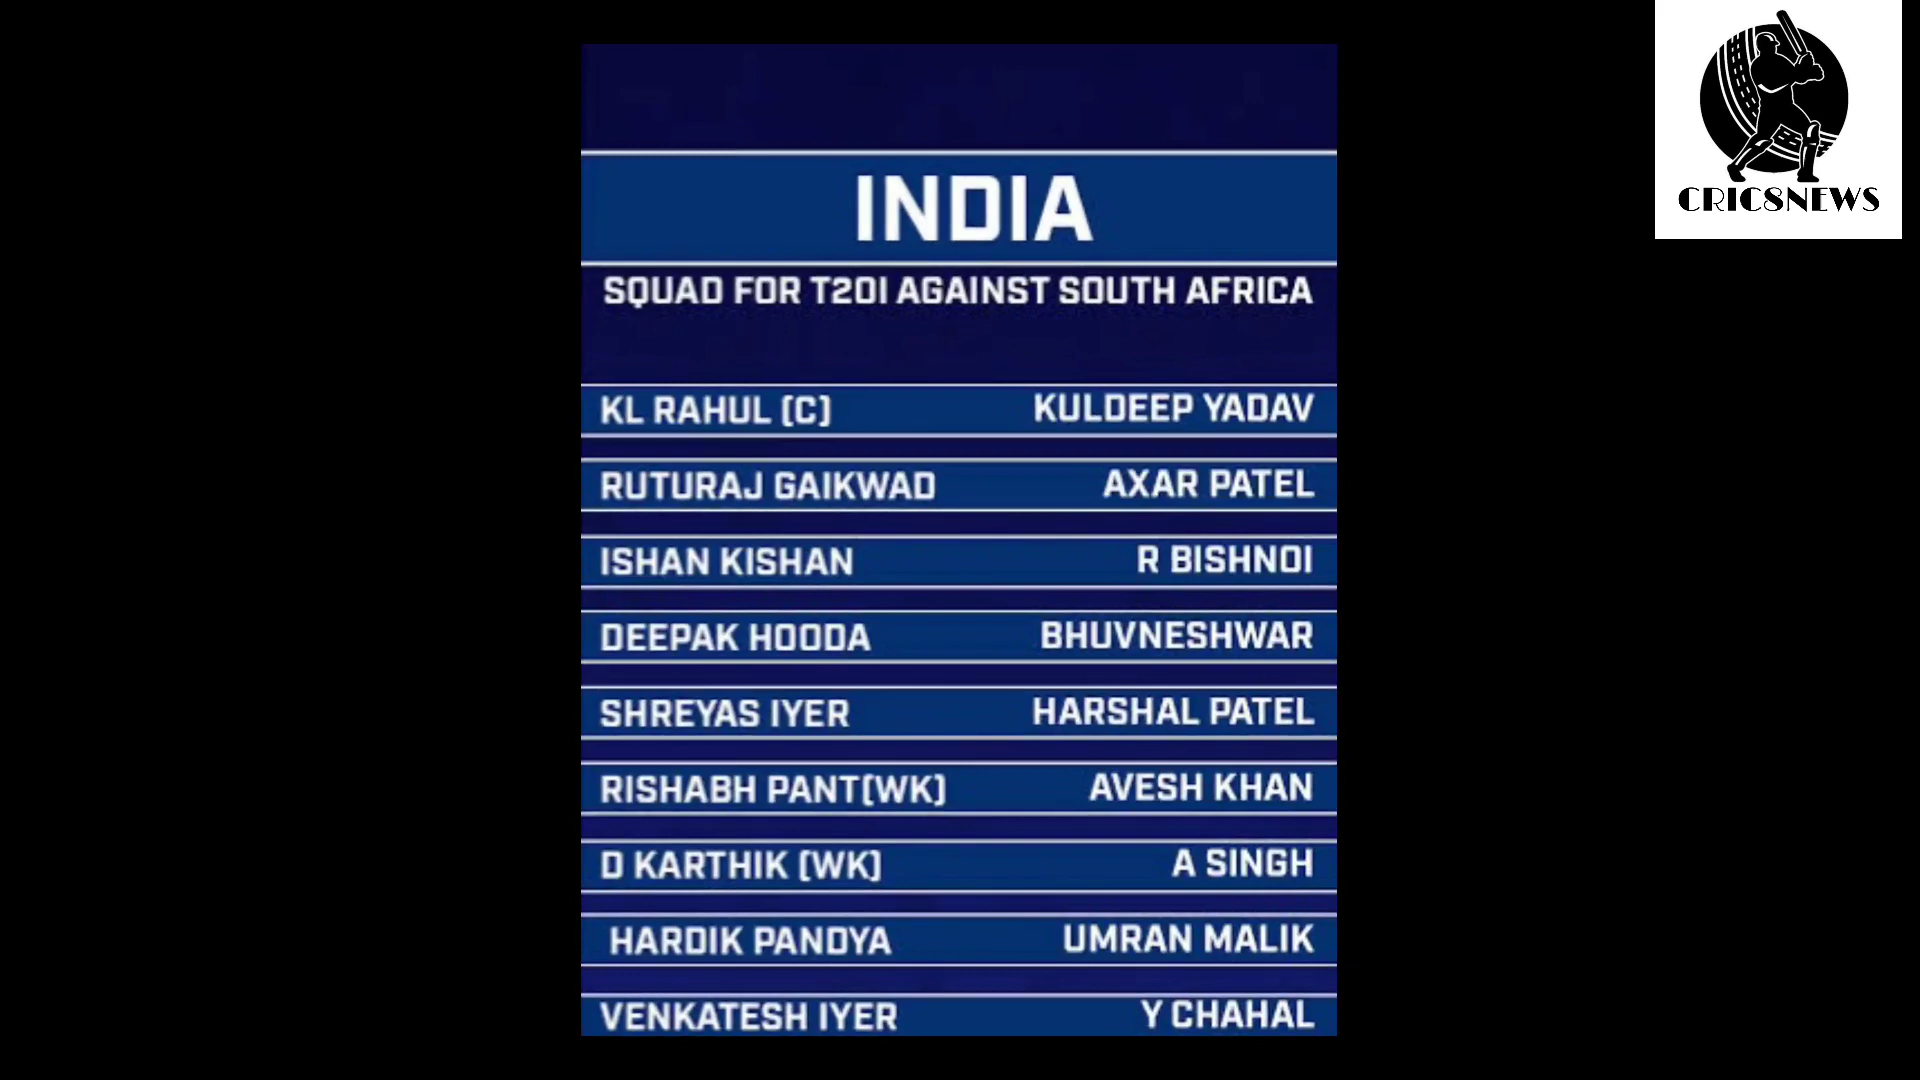 CRIC8NEWS
INDIA
SQUAD FOR T20I AGAINST SOUTH AFRICA
KL RAHUL (C) KULDEEP YADAV
RUTURAJ GAIKWAD AXAR PATEL
ISHAN KISHAN R BISHNOI
DEEPAK HOODA BHUVNESHWAR
SHREYAS IYER HARSHAL PATEL
RISHABH PANT(WK) AVESH KHAN
D KARTHIK (WK) A SINGH
HARDIK PANDYA UMRAN MALIK
VENKATESH IYER Y CHAHAL